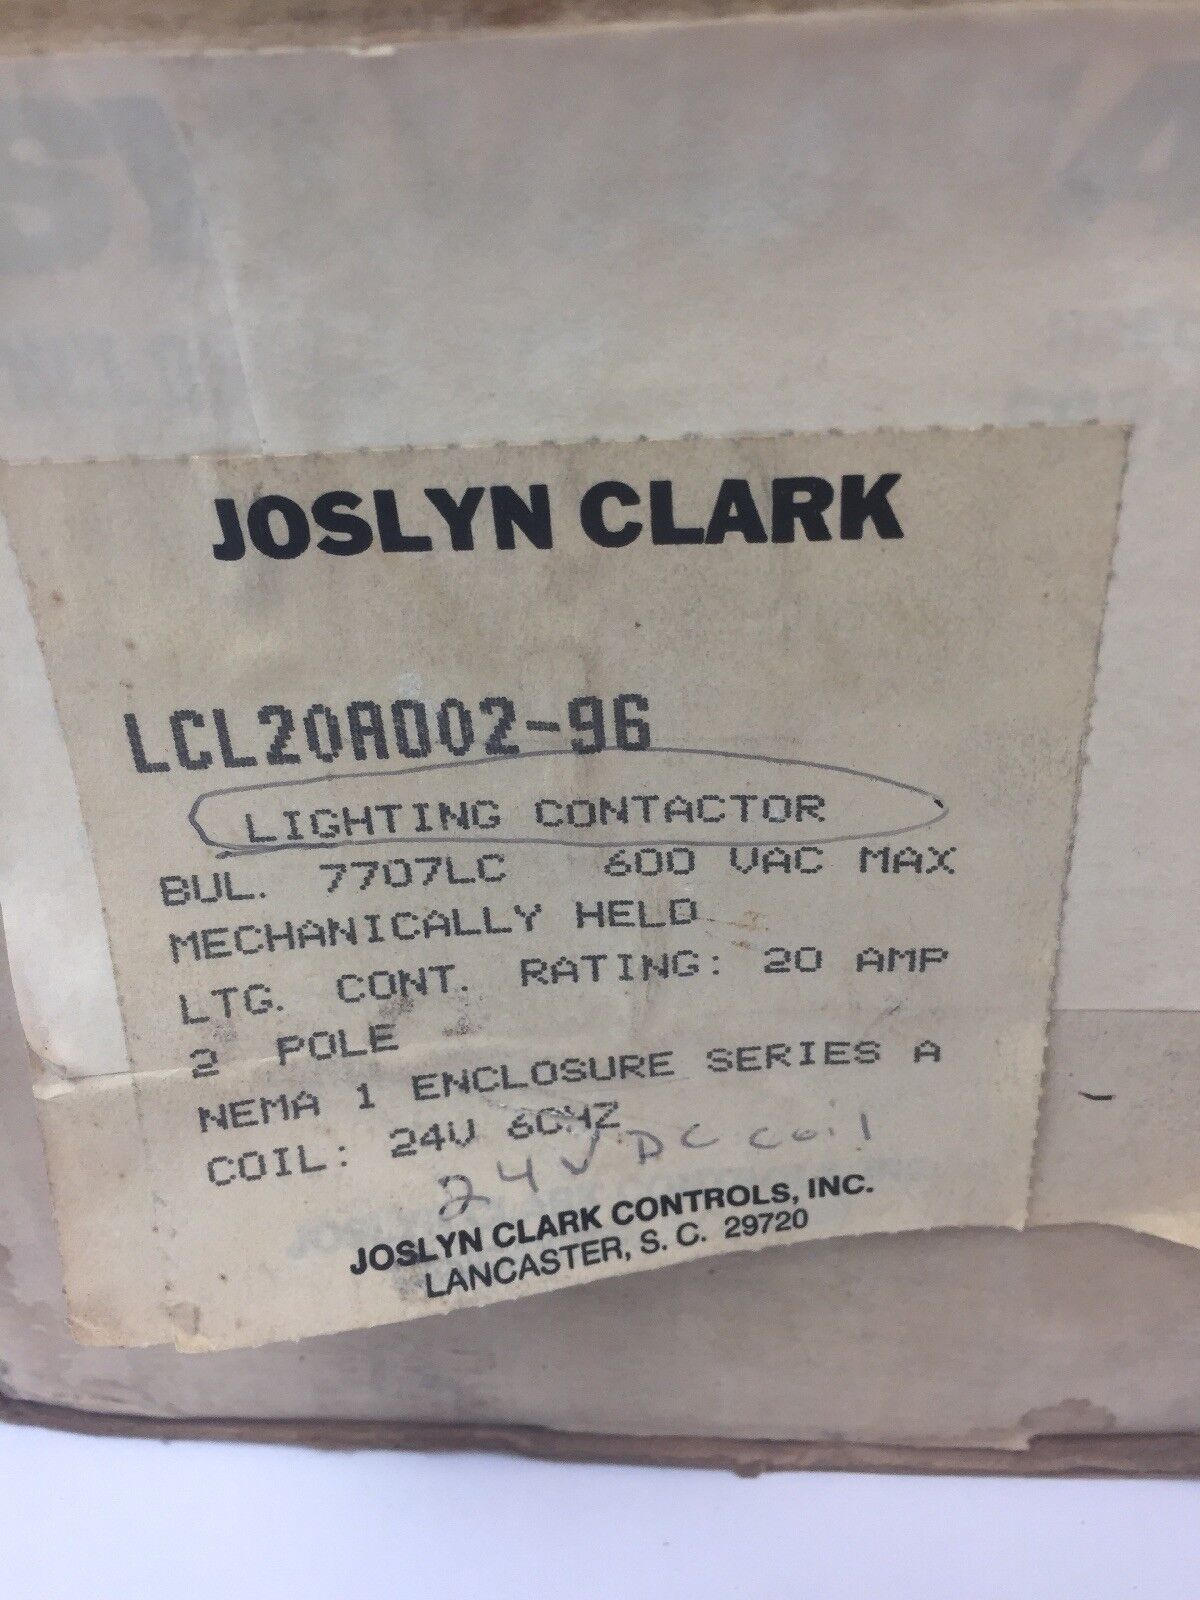 JOSLYN CLARK
LCL20A002-96
LIGHTING CONTACTOR
BUL. 7707LC 600 VAC MAX
MECHANICALLY HELD
LTG. CONT. RATING: 20 AMP
2 POLE
NEMA 1 ENCLOSURE SERIES A
COIL: 24V 60HZ
24V DC coil
JOSLYN CLARK CONTROLS, INC.
LANCASTER, S. C. 29720